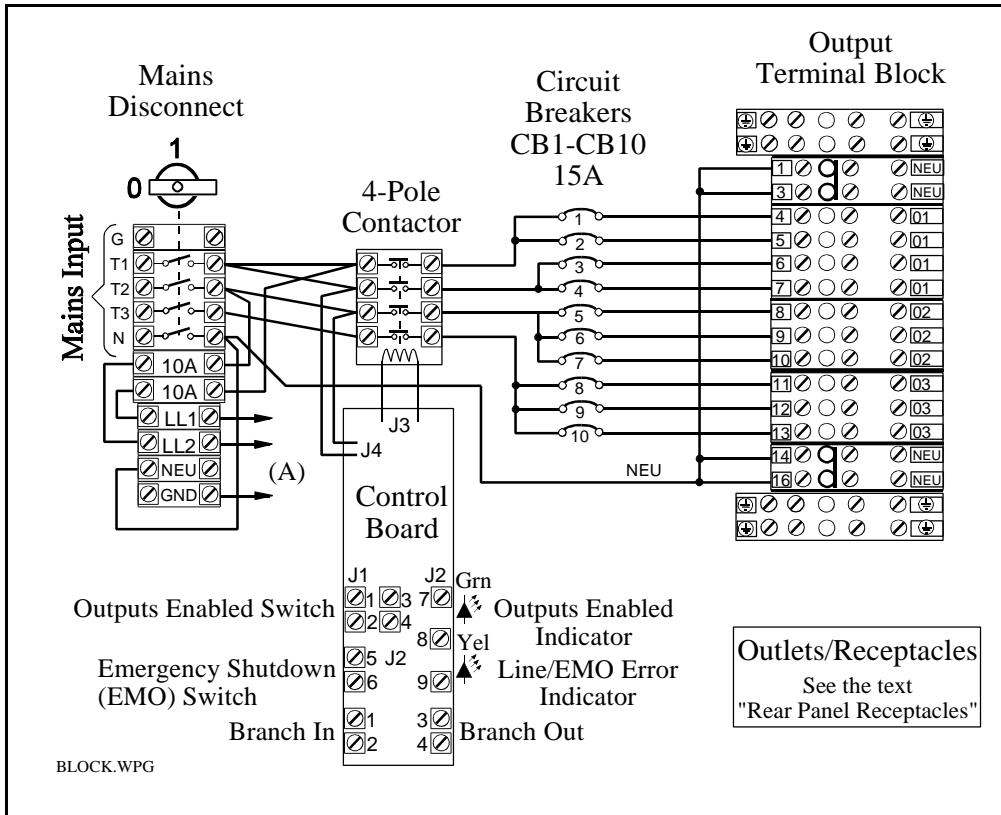 Output
Terminal Block
Mains
Disconnect
Circuit
Breakers
CB1-CB10
15A
4-Pole
Contactor
1
0
Mains Input
G
T1
T2
T3
N
10A
10A
LL1
LL2
NEU
GND
(A)
1
2
3
4
5
6
7
8
9
10
1 NEU
3 NEU
4 01
5 01
6 01
7 01
8 02
9 02
10 02
11 03
12 03
13 03
14 NEU
16 NEU
NEU
J3
J4
Control
Board
J1 J2
Outputs Enabled Switch
1 3
2 4
7 Grn
Outputs Enabled
Indicator
8 Yel
5 J2
6
Emergency Shutdown
(EMO) Switch
9
Line/EMO Error
Indicator
Branch In
1
2
3
4
Branch Out
Outlets/Receptacles
See the text
"Rear Panel Receptacles"
BLOCK.WPG